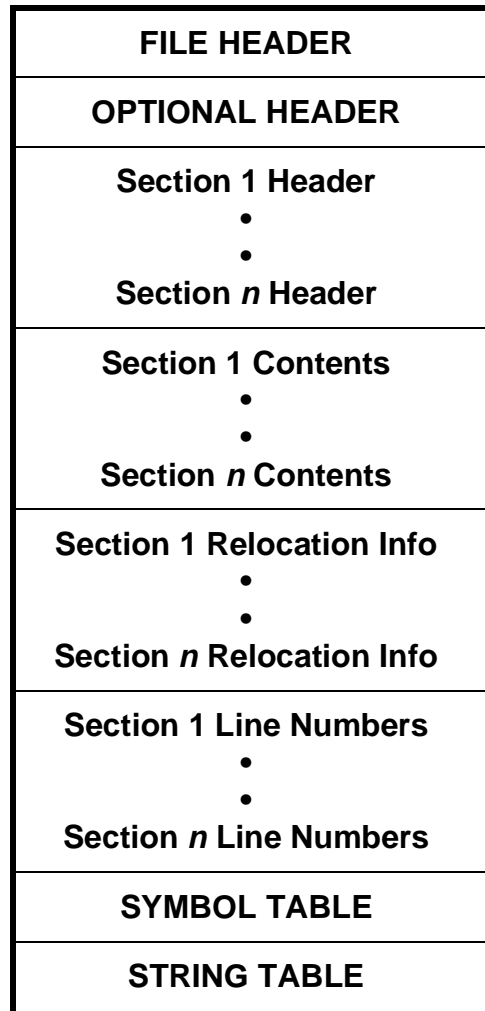 FILE HEADER
OPTIONAL HEADER
Section 1 Header
•
•
Section n Header
Section 1 Contents
•
•
Section n Contents
Section 1 Relocation Info
•
•
Section n Relocation Info
Section 1 Line Numbers
•
•
Section n Line Numbers
SYMBOL TABLE
STRING TABLE